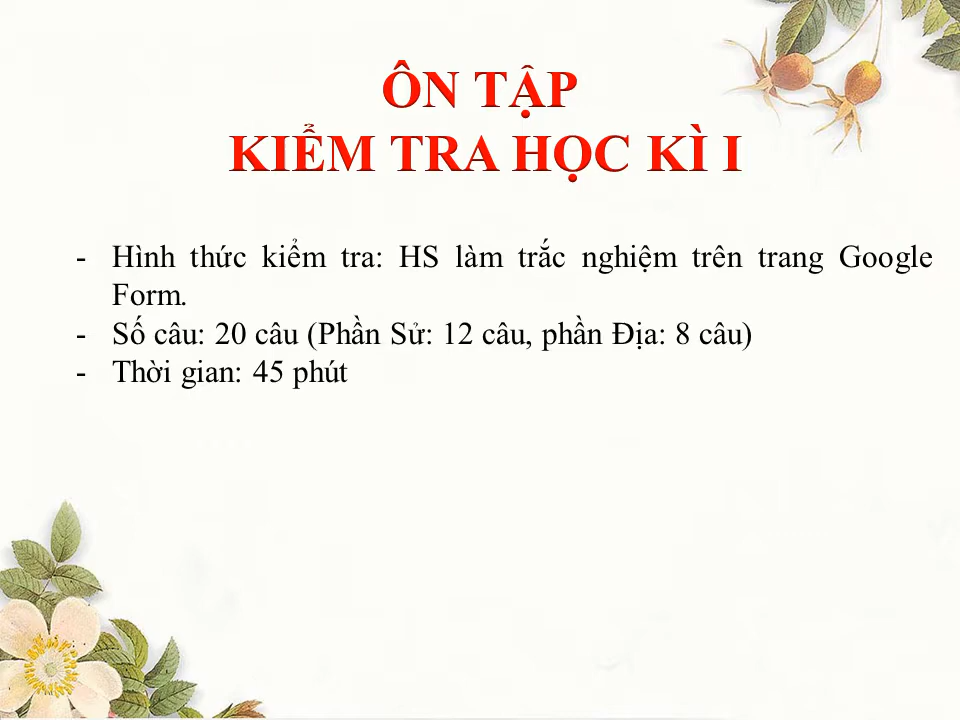 ÔN TẬP
KIỂM TRA HỌC KÌ I
- Hình thức kiểm tra: HS làm trắc nghiệm trên trang Google
Form.
- Số câu: 20 câu (Phần Sử: 12 câu, phần Địa: 8 câu)
- Thời gian: 45 phút